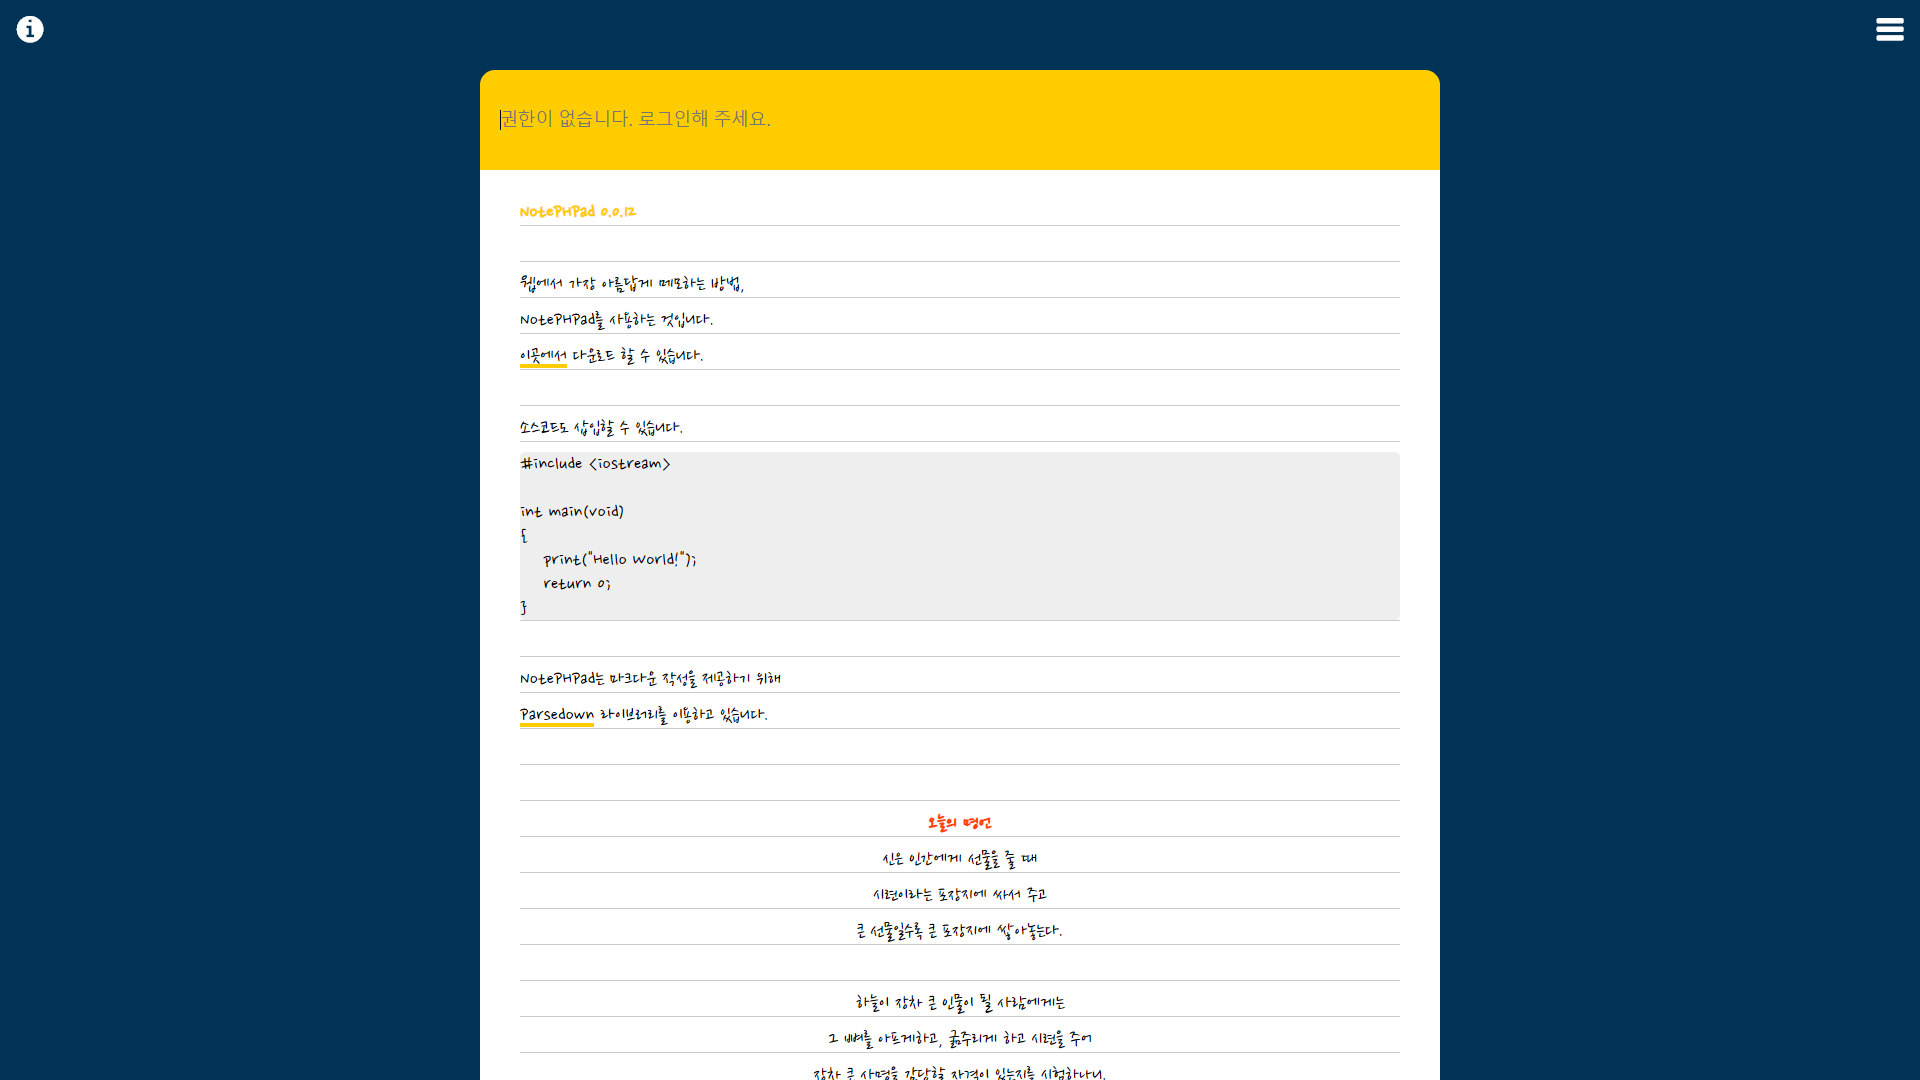 권한이 없습니다. 로그인해 주세요.
NotePHPad 0.0.12
웹에서 가장 아름답게 메모하는 방법,
NotePHPad를 사용하는 것입니다.
이곳에서 다운로드 할 수 있습니다.
소스코드도 삽입할 수 있습니다.
#include <iostream>
int main(void)
{
print("Hello World!");
return 0;
}
NotePHPad는 마크다운 작성을 제공하기 위해
Parsedown 라이브러리를 이용하고 있습니다.
오늘의 명언
신은 인간에게 선물을 줄 때
시련이라는 포장지에 싸서 주고
큰 선물일수록 큰 포장지에 쌓아놓는다.
하늘이 장차 큰 인물이 될 사람에게는
그 뼈를 아프게하고, 굶주리게 하고 시련을 주어
장차 큰 사명을 감당할 자격이 있는지를 시험하나니.